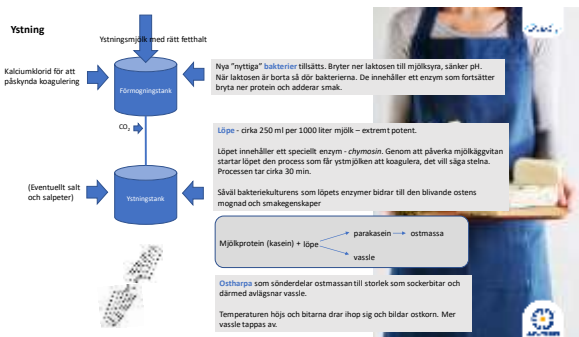 Ystning
Ystningsmjölk med rätt fetthalt
Kalciumklorid för att
påskynda koagulering
Förmogningstank
Nya ”nyttiga” bakterier tillsätts. Bryter ner laktosen till mjölksyra, sänker pH.
När laktosen är borta så dör bakterierna. De innehåller ett enzym som fortsätter
bryta ner protein och adderar smak.
CO2
Löpe - cirka 250 ml per 1000 liter mjölk – extremt potent.
Löpet innehåller ett speciellt enzym - chymosin. Genom att påverka mjölkäggvitan
startar löpet den process som får ystmjölken att koagulera, det vill säga stelna.
Processen tar cirka 30 min.
Såväl bakteriekulturens som löpets enzymer bidrar till den blivande ostens
mognad och smakegenskaper
(Eventuellt salt
och salpeter)
Ystningstank
Mjölkprotein (kasein) + löpe
parakasein
ostmassa
vassle
Ostharpa som sönderdelar ostmassan till storlek som sockerbitar och
därmed avlägsnar vassle.
Temperaturen höjs och bitarna drar ihop sig och bildar ostkorn. Mer
vassle tappas av.